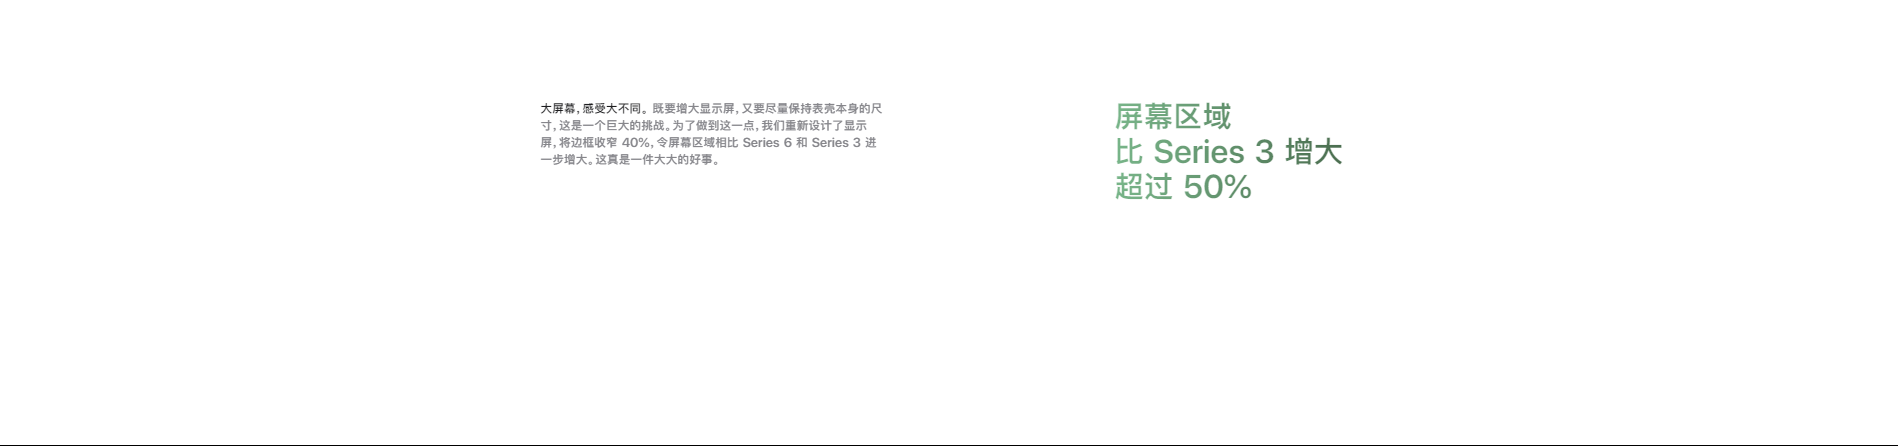 大屏幕，感受大不同。既要增大显示屏，又要尽量保持表壳本身的尺
寸，这是一个巨大的挑战。为了做到这一点，我们重新设计了显示
屏，将边框收窄 40%，令屏幕区域相比 Series 6 和 Series 3 进
一步增大。这真是一件大大的好事。
屏幕区域
比 Series 3 增大
超过 50%